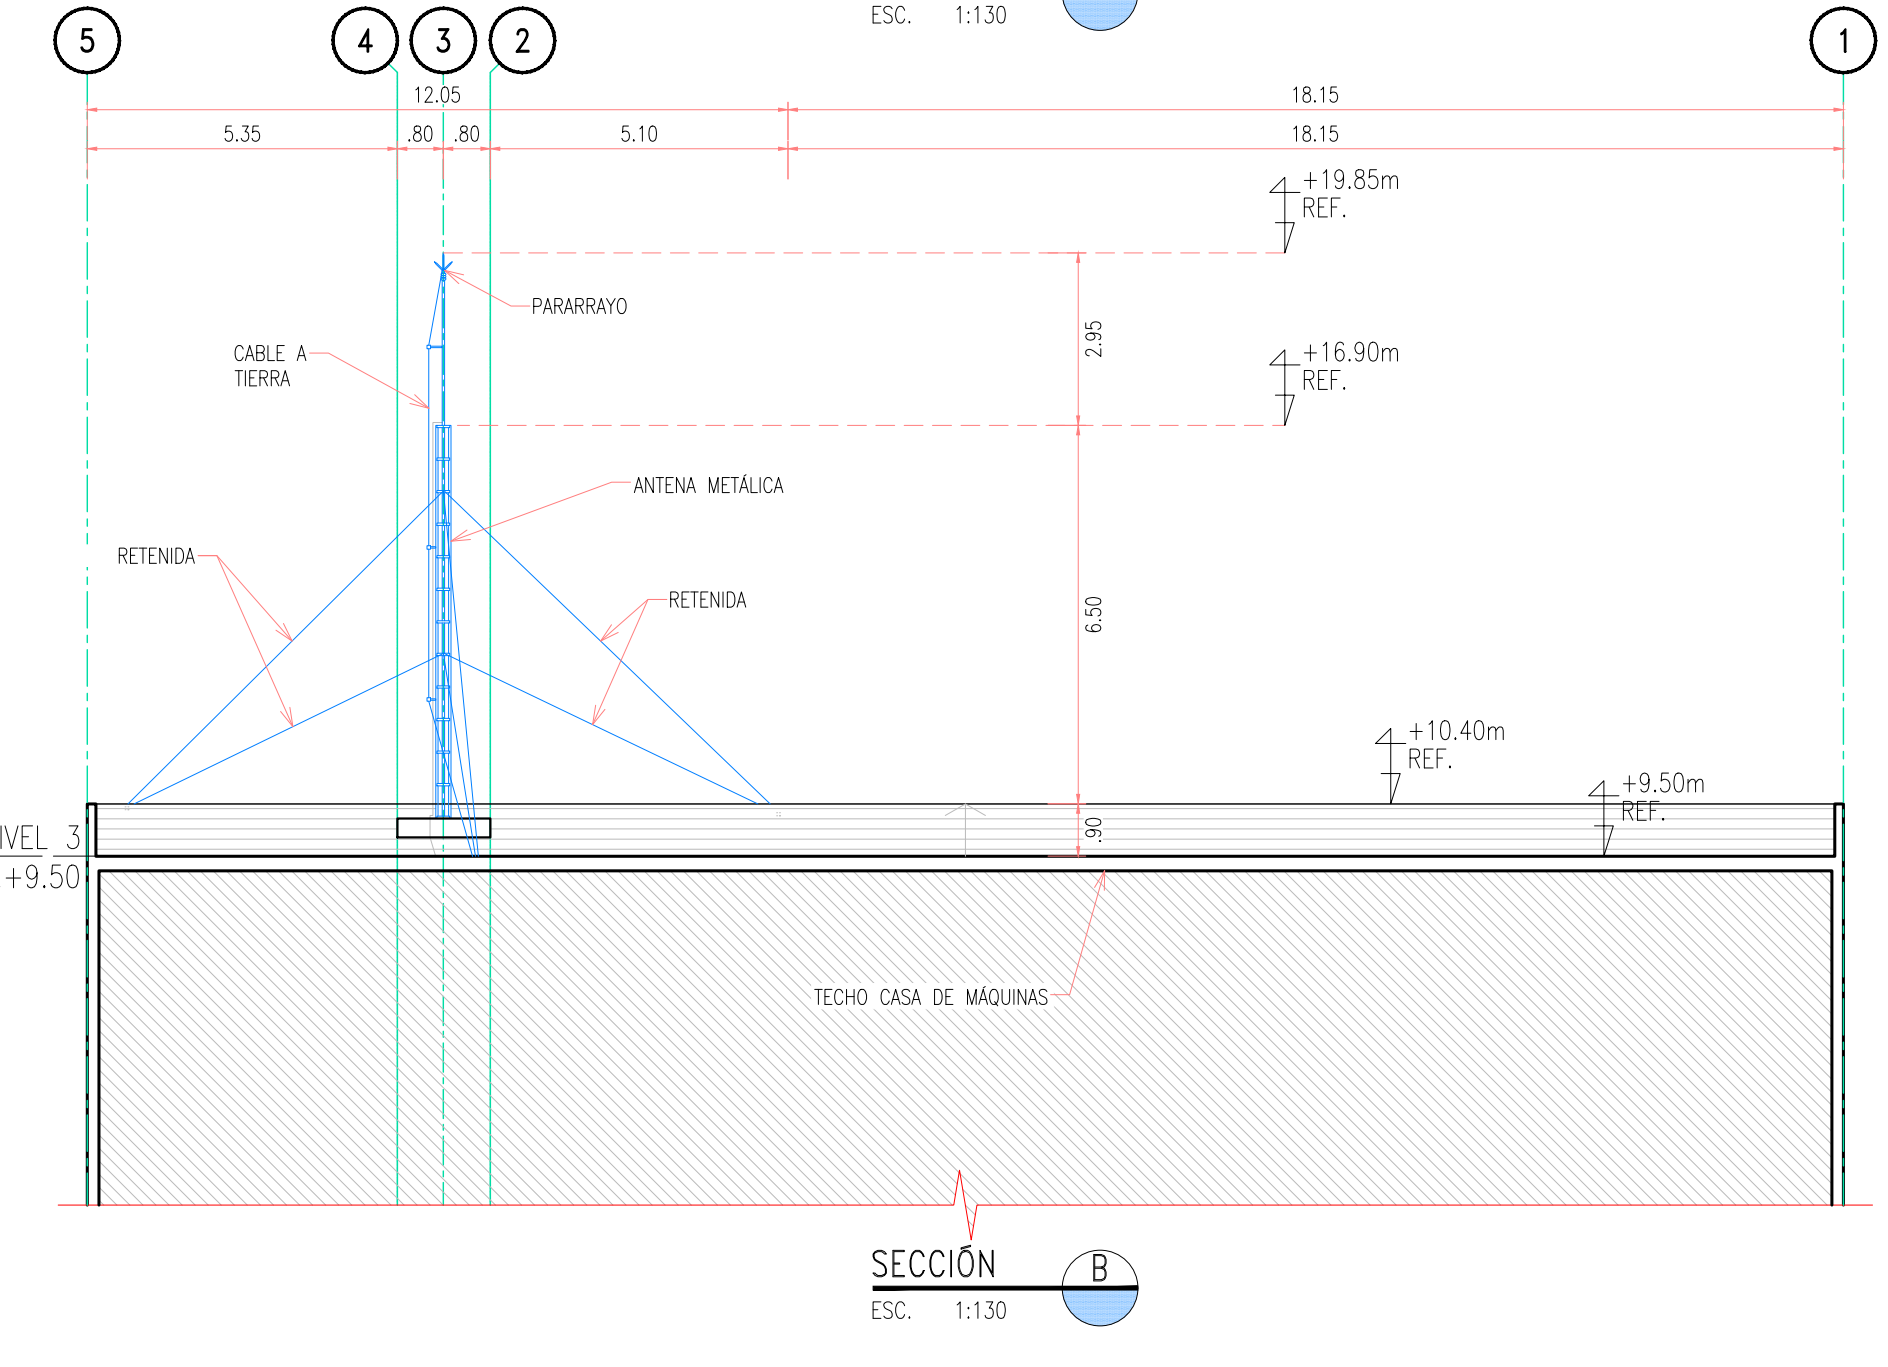 ESC. 1:130
5 4 3 2 1
12.05 18.15
5.35 .80 .80 5.10 18.15
+19.85m
REF.
PARARRAYO
2.95
CABLE A
TIERRA
+16.90m
REF.
ANTENA METÁLICA
RETENIDA
RETENIDA
6.50
+10.40m
REF.
+9.50m
REF.
.90
IVEL 3
+9.50
TECHO CASA DE MÁQUINAS
SECCIÓN B
ESC. 1:130